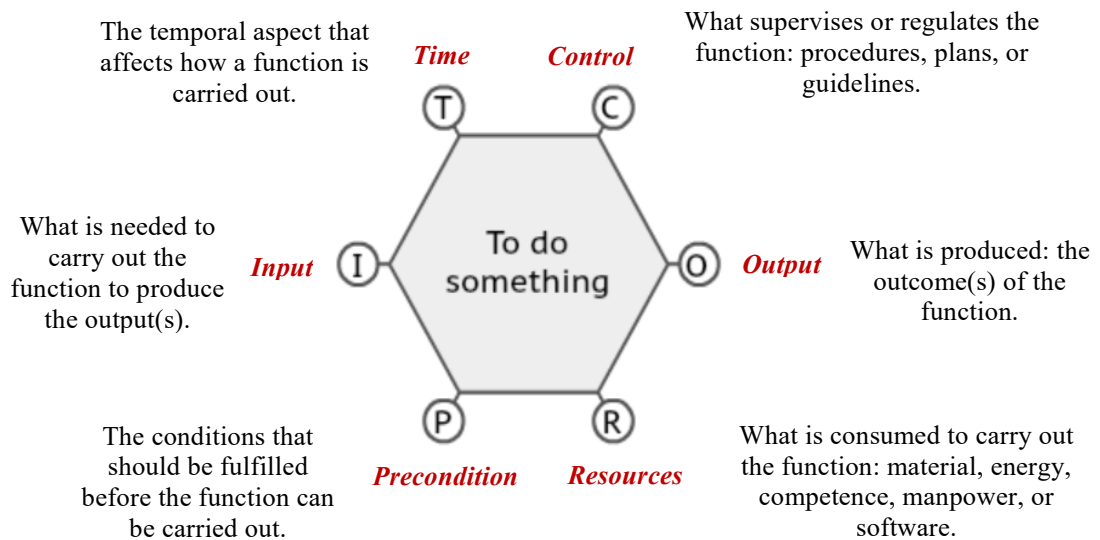 The temporal aspect that
affects how a function is
carried out.
Time
Control
What supervises or regulates the
function: procedures, plans, or
guidelines.
T
C
What is needed to
carry out the
function to produce
the output(s).
Input
I
To do
something
O
Output
What is produced: the
outcome(s) of the
function.
P
R
The conditions that
should be fulfilled
before the function can
be carried out.
Precondition
Resources
What is consumed to carry out
the function: material, energy,
competence, manpower, or
software.